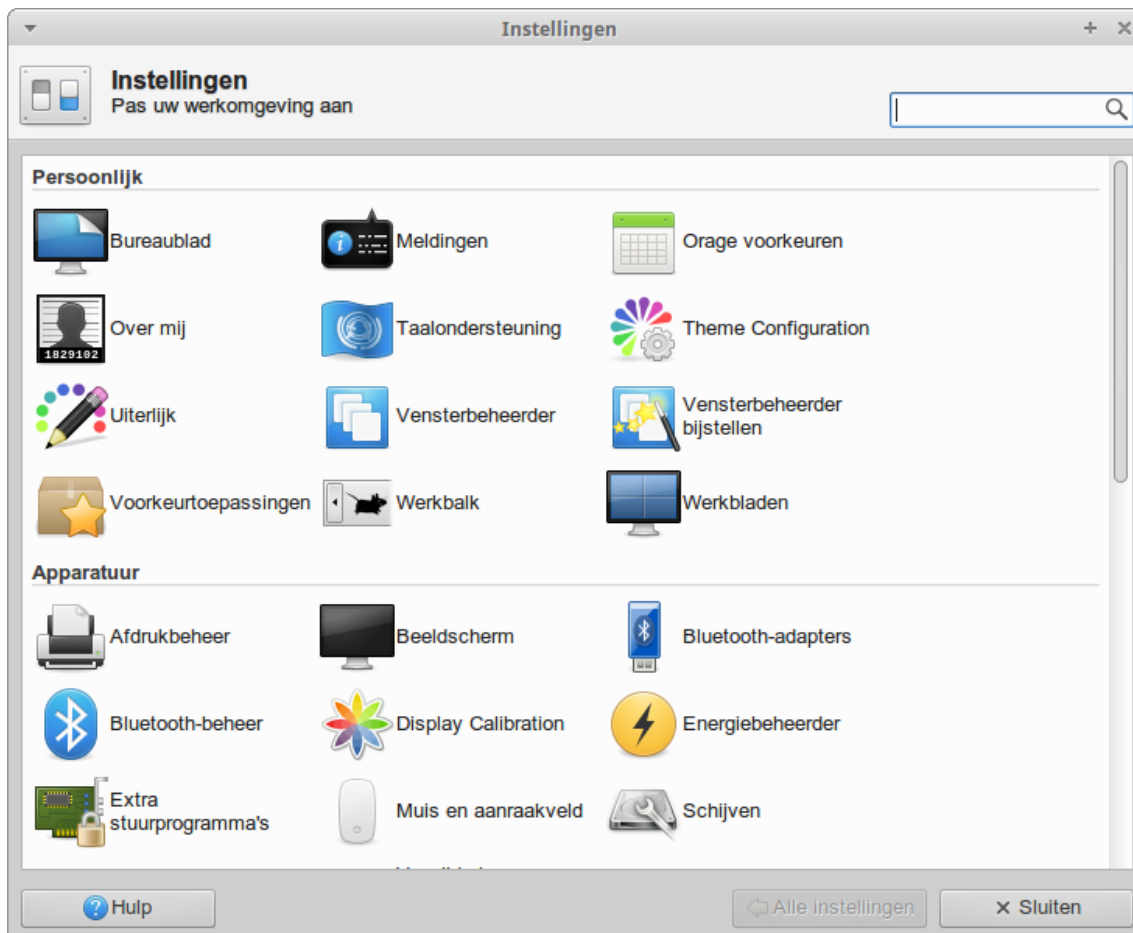 Instellingen
Instellingen
Pas uw werkomgeving aan
Persoonlijk
Bureaublad
Meldingen
Orage voorkeuren
Over mij
1829102
Taalondersteuning
Theme Configuration
Uiterlijk
Vensterbeheerder
Vensterbeheerder
bijstellen
Voorkeurtoepassingen
Werkbalk
Werkbladen
Apparatuur
Afdrukbeheer
Beeldscherm
Bluetooth-adapters
Bluetooth-beheer
Display Calibration
Energiebeheerder
Extra
stuurprogramma's
Muis en aanraakveld
Schijven
Hulp
Alle instellingen
Sluiten